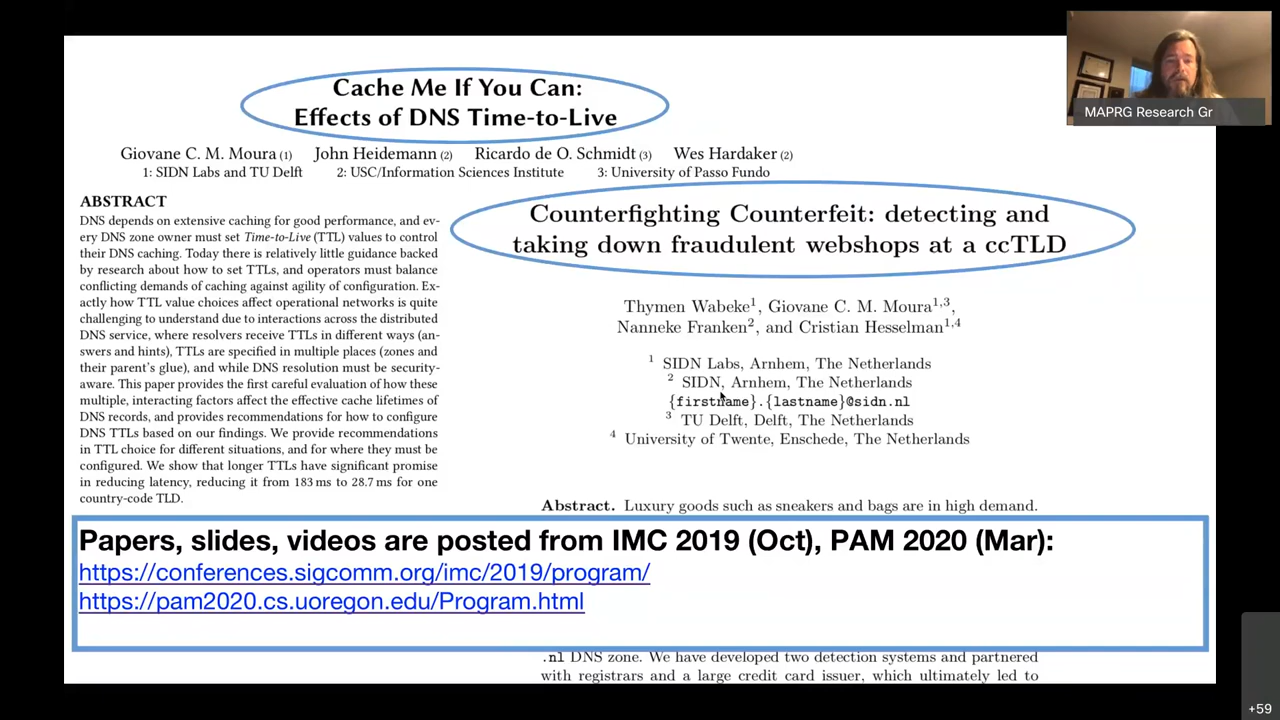 Cache Me If You Can:
Effects of DNS Time-to-Live
Giovane C. M. Moura (1) John Heidemann (2) Ricardo de O. Schmidt (3) Wes Hardaker (2)
1: SIDN Labs and TU Delft 2: USC/Information Sciences Institute 3: University of Passo Fundo
ABSTRACT
DNS depends on extensive caching for good performance, and ev-
ery DNS zone owner must set Time-to-Live (TTL) values to control
their DNS caching. Today there is relatively little guidance backed
by research about how to set TTLs, and operators must balance
conflicting demands of caching against agility of configuration. Ex-
actly how TTL value choices affect operational networks is quite
challenging to understand due to interactions across the distributed
DNS service, where resolvers receive TTLs in different ways (an-
swers and hints), TTLs are specified in multiple places (zones and
their parent's glue), and while DNS resolution must be security-
aware. This paper provides the first careful evaluation of how these
multiple, interacting factors affect the effective cache lifetimes of
DNS records, and provides recommendations for how to configure
DNS TTLs based on our findings. We provide recommendations
in TTL choice for different situations, and for where they must be
configured. We show that longer TTLs have significant promise
in reducing latency, reducing it from 183 ms to 28.7 ms for one
country-code TLD.
Counterfighting Counterfeit: detecting and
taking down fraudulent webshops at a ccTLD
Thymen Wabeke1, Giovane C. M. Moura1,3,
Nanneke Franken2, and Cristian Hesselman1,4
1 SIDN Labs, Arnhem, The Netherlands
2 SIDN, Arnhem, The Netherlands
{firstname}.{lastname}@sidn.nl
3 TU Delft, Delft, The Netherlands
4 University of Twente, Enschede, The Netherlands
Abstract. Luxury goods such as sneakers and bags are in high demand.
Papers, slides, videos are posted from IMC 2019 (Oct), PAM 2020 (Mar):
https://conferences.sigcomm.org/imc/2019/program/
https://pam2020.cs.uoregon.edu/Program.html
.nl DNS zone. We have developed two detection systems and partnered
with registrars and a large credit card issuer, which ultimately led to
MAPRG Research Gr
+59